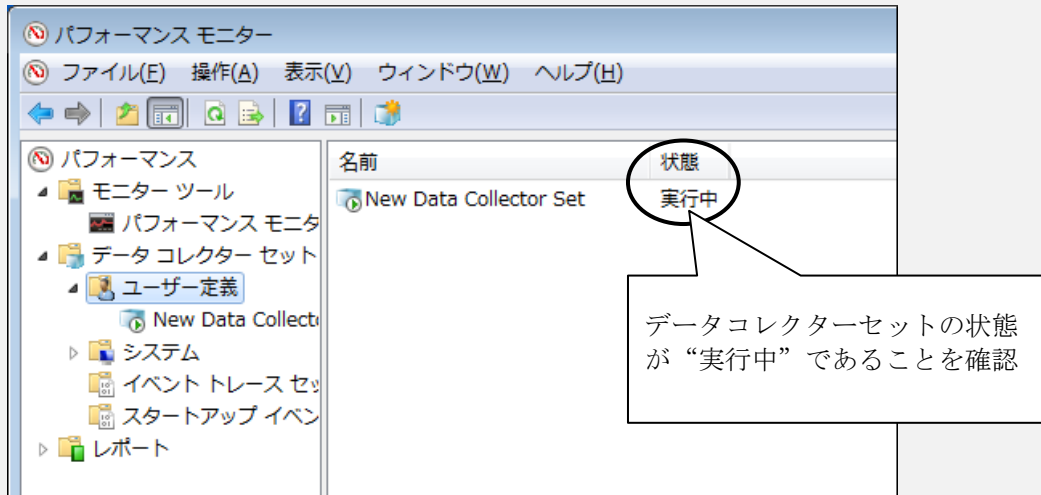 パフォーマンス モニター
ファイル(F) 操作(A) 表示(V) ウィンドウ(W) ヘルプ(H)
パフォーマンス
モニター ツール
パフォーマンス モニタ
データ コレクター セット
ユーザー定義
New Data Collect
システム
イベント トレース セッ
スタートアップ イベン
レポート
名前 状態
New Data Collector Set 実行中
データコレクターセットの状態
が“実行中”であることを確認